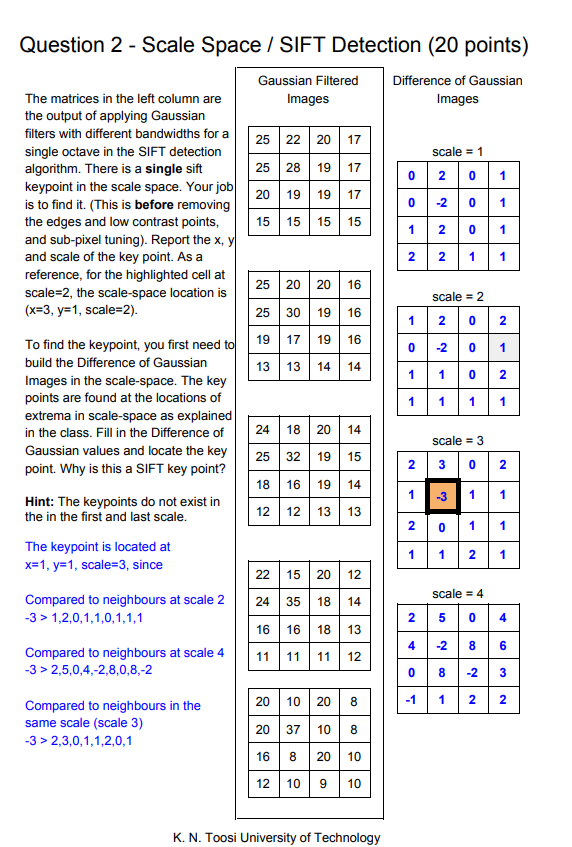 Question 2 - Scale Space / SIFT Detection (20 points)
The matrices in the left column are
the output of applying Gaussian
filters with different bandwidths for a
single octave in the SIFT detection
algorithm. There is a single sift
keypoint in the scale space. Your job
is to find it. (This is before removing
the edges and low contrast points,
and sub-pixel tuning). Report the x, y
and scale of the key point. As a
reference, for the highlighted cell at
scale=2, the scale-space location is
(x=3, y=1, scale=2).
To find the keypoint, you first need to
build the Difference of Gaussian
Images in the scale-space. The key
points are found at the locations of
extrema in scale-space as explained
in the class. Fill in the Difference of
Gaussian values and locate the key
point. Why is this a SIFT key point?
Hint: The keypoints do not exist in
the in the first and last scale.
The keypoint is located at
x=1, y=1, scale=3, since
Compared to neighbours at scale 2
-3 > 1,2,0,1,1,0,1,1,1
Compared to neighbours at scale 4
-3 > 2,5,0,4,-2,8,0,8,-2
Compared to neighbours in the
same scale (scale 3)
-3 > 2,3,0,1,1,2,0,1
Gaussian Filtered
Images
25 22 20 17
25 28 19 17
20 19 19 17
15 15 15 15
25 20 20 16
25 30 19 16
19 17 19 16
13 13 14 14
24 18 20 14
25 32 19 15
18 16 19 14
12 12 13 13
22 15 20 12
24 35 18 14
16 16 18 13
11 11 11 12
20 10 20 8
20 37 10 8
16 8 20 10
12 10 9 10
Difference of Gaussian
Images
scale = 1
0 2 0 1
0 -2 0 1
1 2 0 1
2 2 1 1
scale = 2
1 2 0 2
0 -2 0 1
1 1 0 2
1 1 1 1
scale = 3
2 3 0 2
1 -3 1 1
2 0 1 1
1 1 2 1
scale = 4
2 5 0 4
4 -2 8 6
0 8 -2 3
-1 1 2 2
K. N. Toosi University of Technology